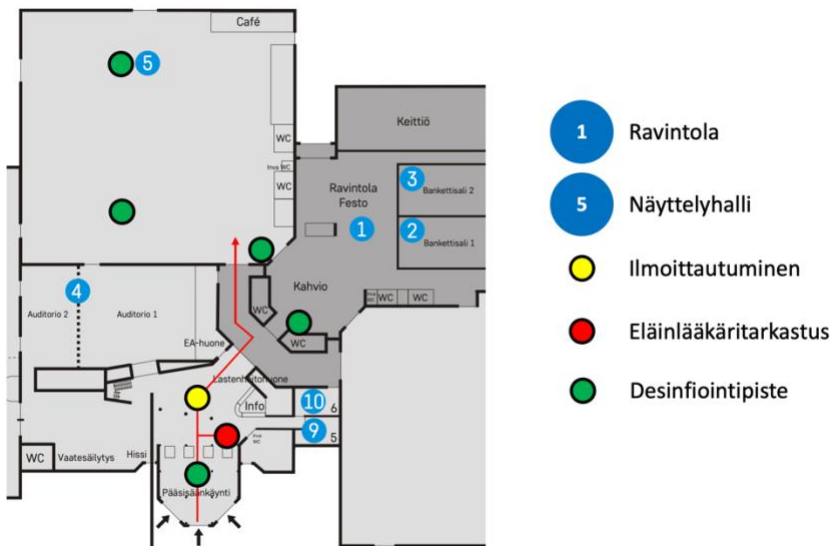 Café
5
Keittiö
WC
Inva WC
WC
Ravintola
Festo
3
Bankettisali 2
1
2
Bankettisali 1
4
Kahvio
WC
Inva
WC
WC
WC
Auditorio 2
Auditorio 1
WC
EA-huone
Lastenhoitohuone
Info
10
6
9
5
Inva
WC
WC
Vaatesäilytys
Hissi
Pääsisäänkäynti
1
Ravintola
5
Näyttelyhalli
Ilmoittautuminen
Eläinlääkäritarkastus
Desinfiointipiste